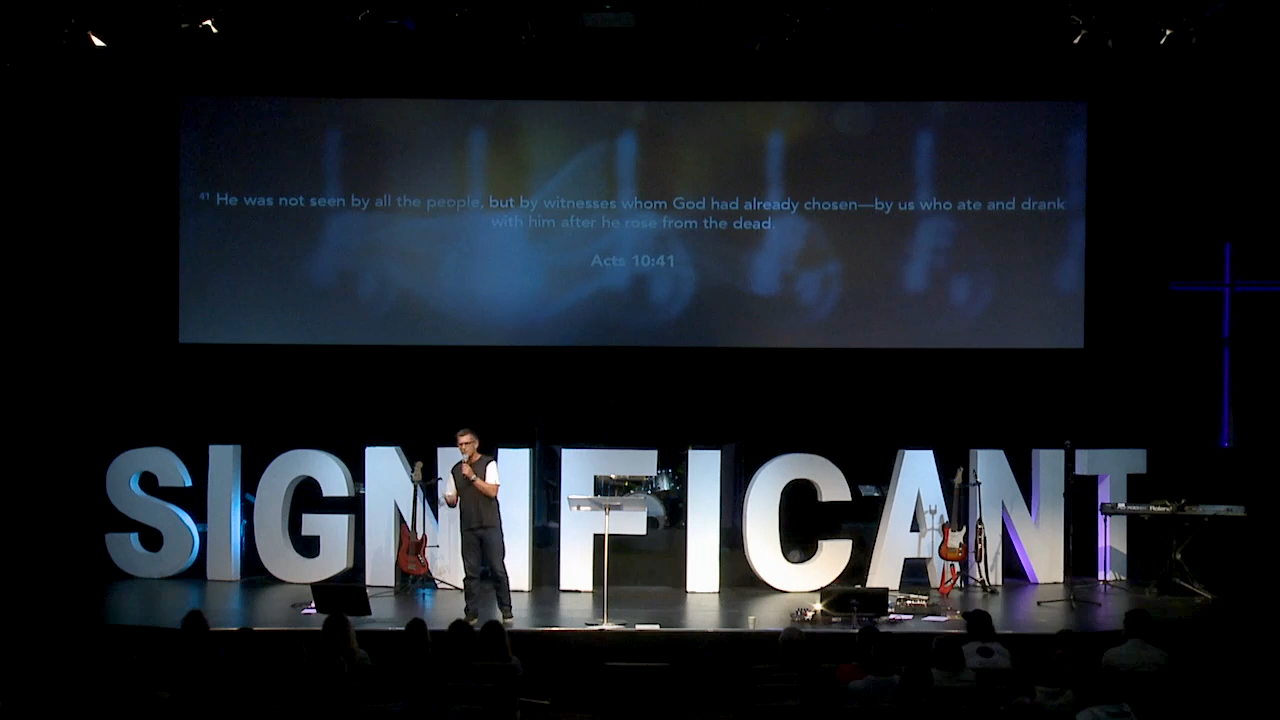 41 He was not seen by all the people, but by witnesses whom God had already chosen—by us who ate and drank
with him after he rose from the dead.
Acts 10:41
SIGNIFICANT
Roland